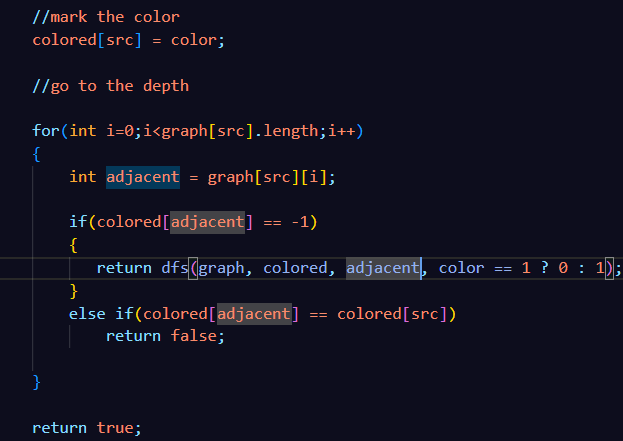 //mark the color
colored[src] = color;
//go to the depth
for(int i=0;i<graph[src].length;i++)
{
int adjacent = graph[src][i];
if(colored[adjacent] == -1)
{
return dfs(graph, colored, adjacent, color == 1 ? 0 : 1);
}
else if(colored[adjacent] == colored[src])
return false;
}
return true;